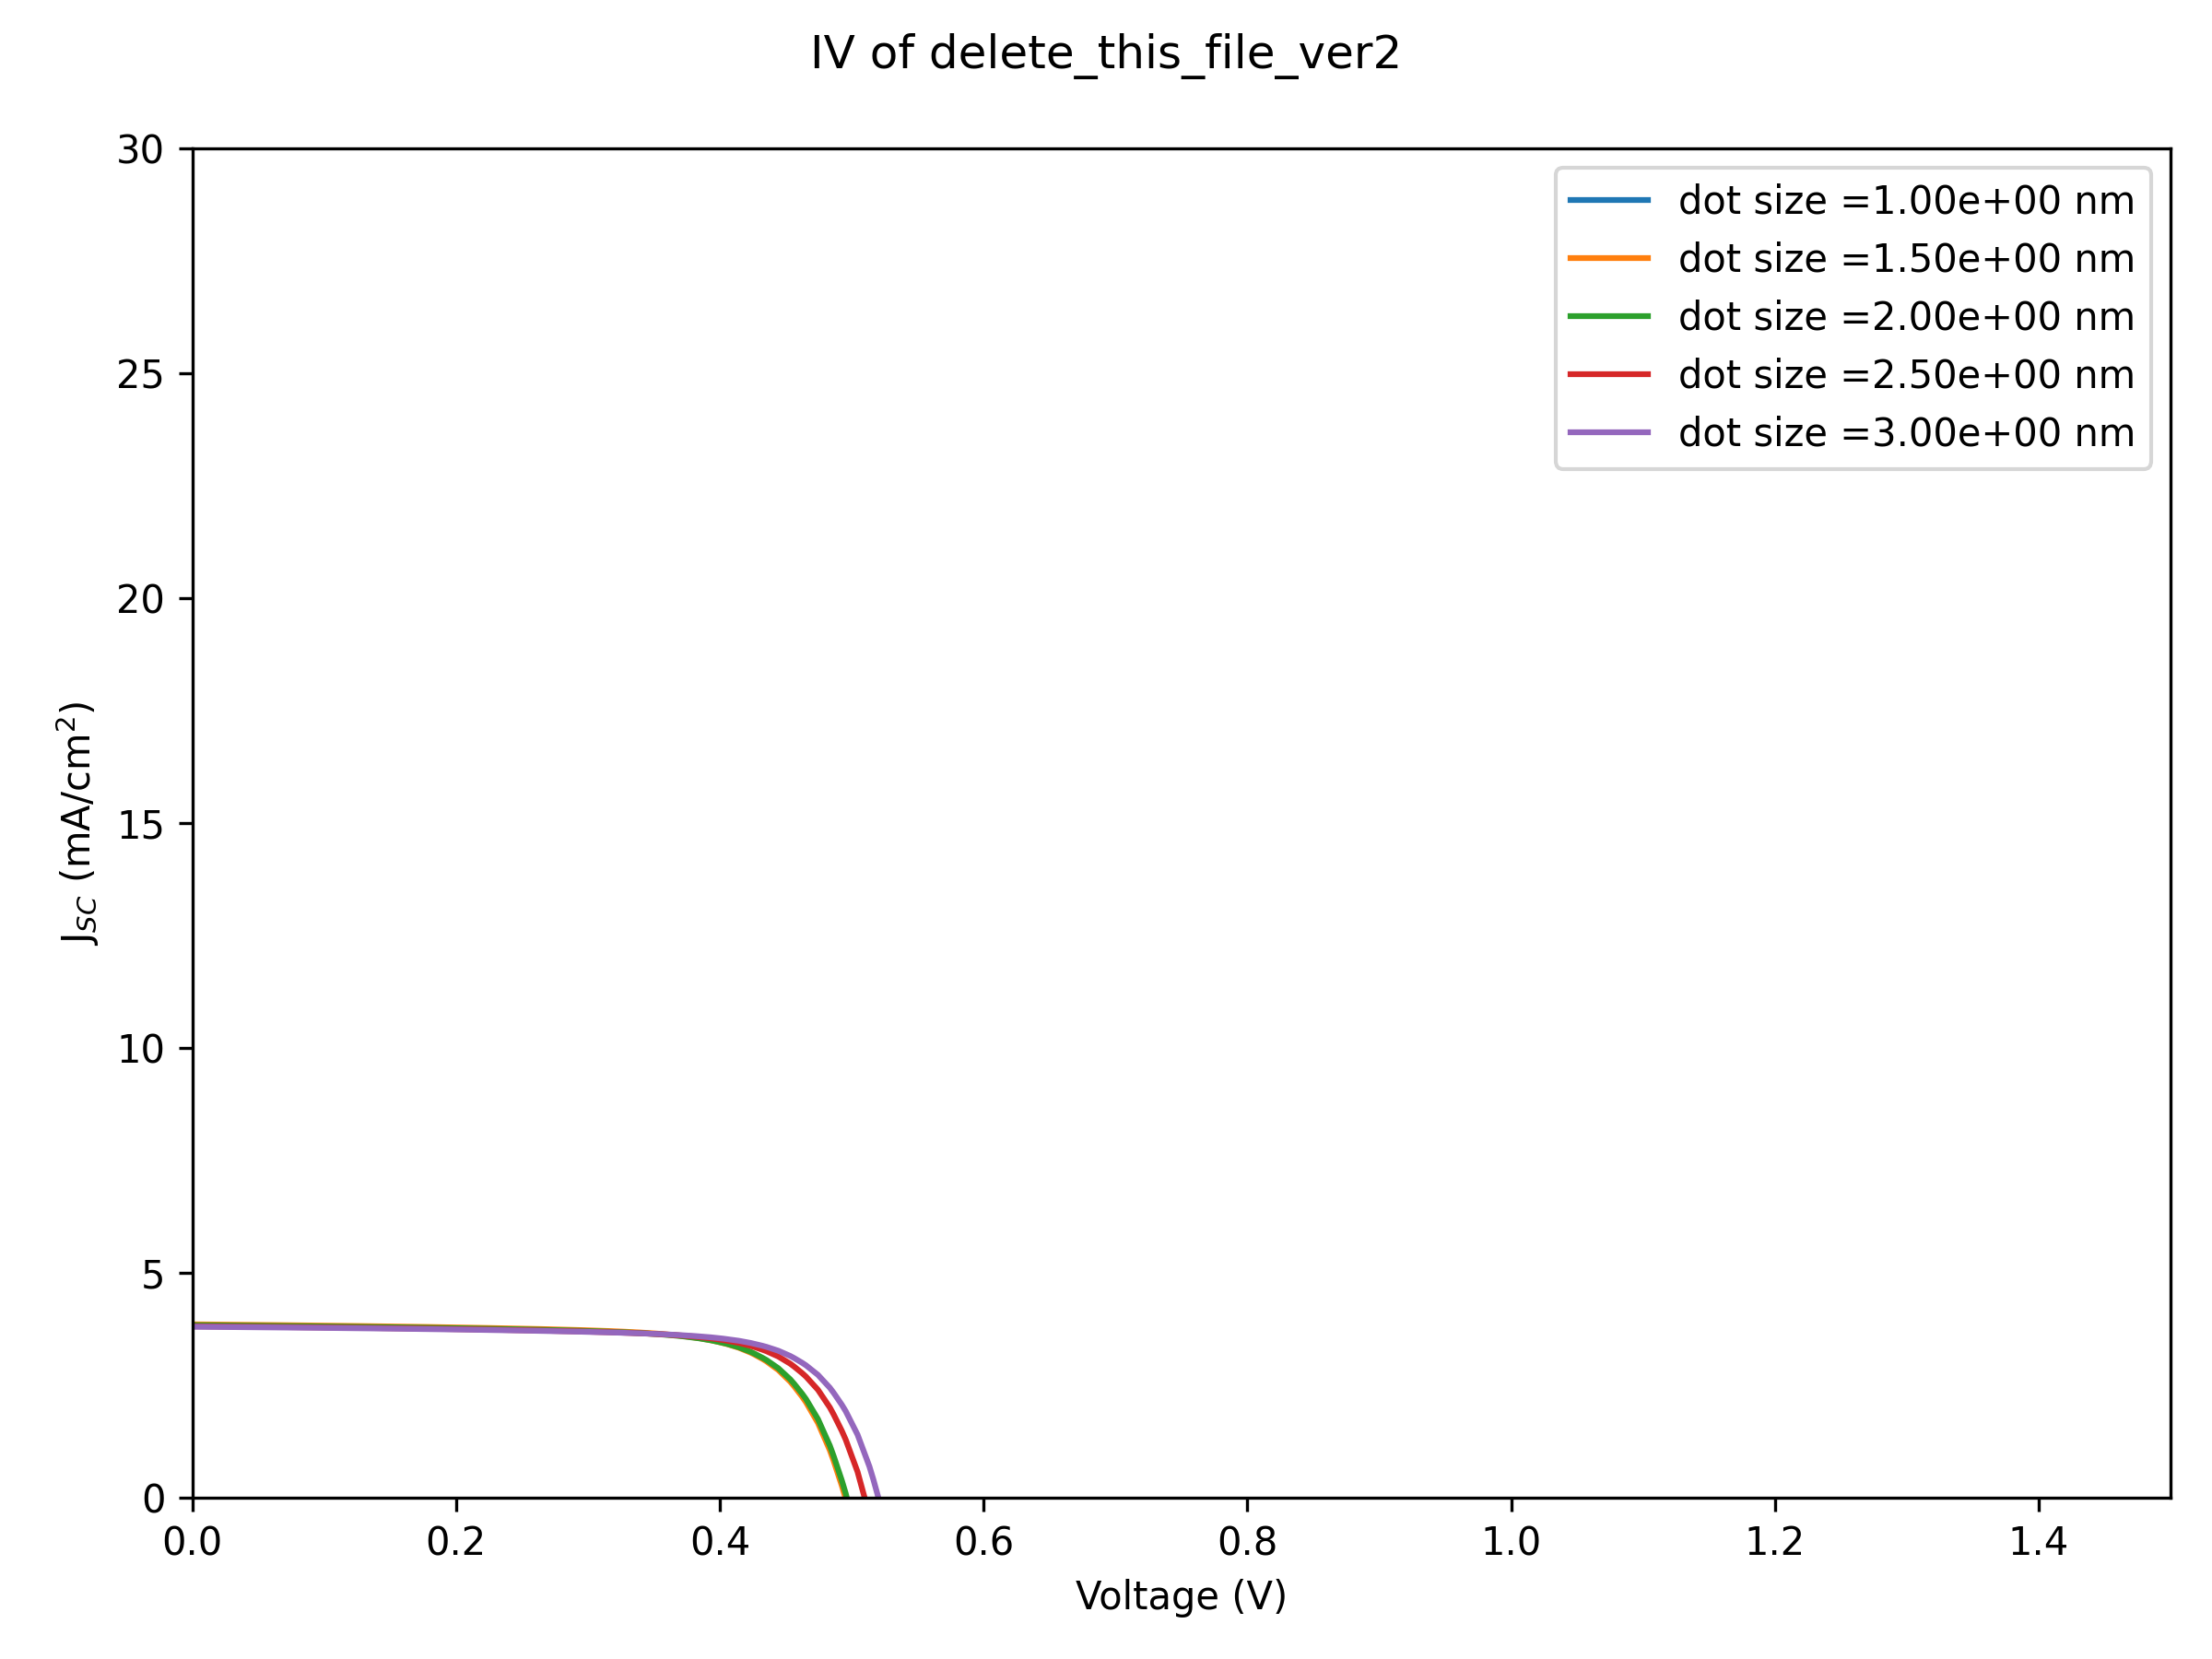 IV of delete_this_file_ver2
30
25
20
15
10
5
0
J_SC (mA/cm²)
dot size =1.00e+00 nm
dot size =1.50e+00 nm
dot size =2.00e+00 nm
dot size =2.50e+00 nm
dot size =3.00e+00 nm
0.0 0.2 0.4 0.6 0.8 1.0 1.2 1.4
Voltage (V)